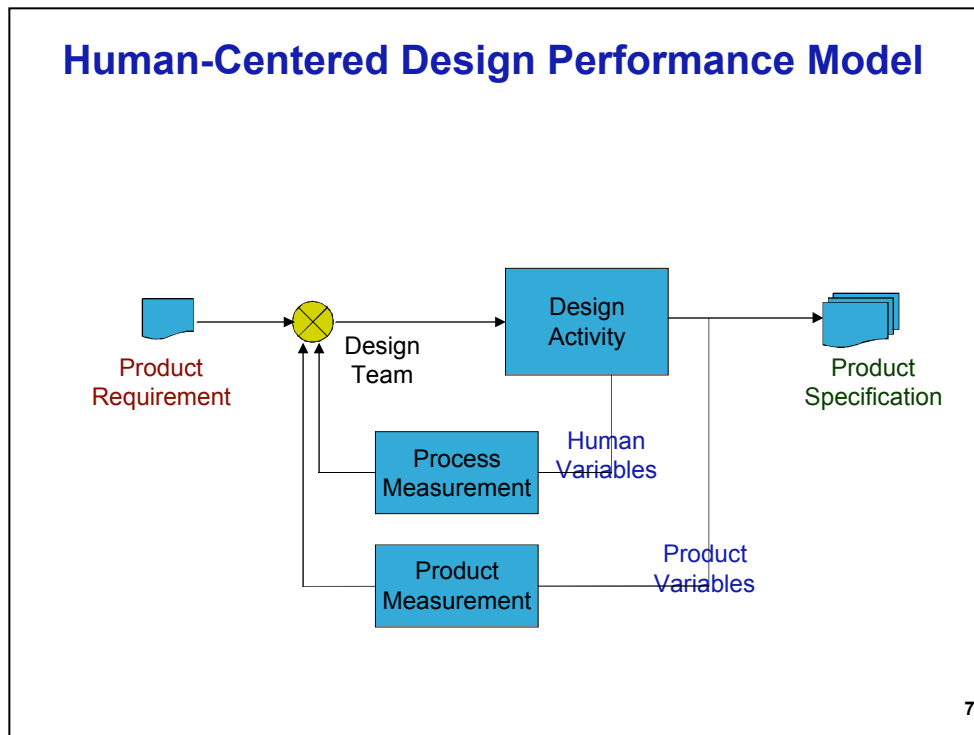 Human-Centered Design Performance Model
Design
Activity
Design
Team
Product
Requirement
Product
Specification
Human
Variables
Process
Measurement
Product
Variables
Product
Measurement
7